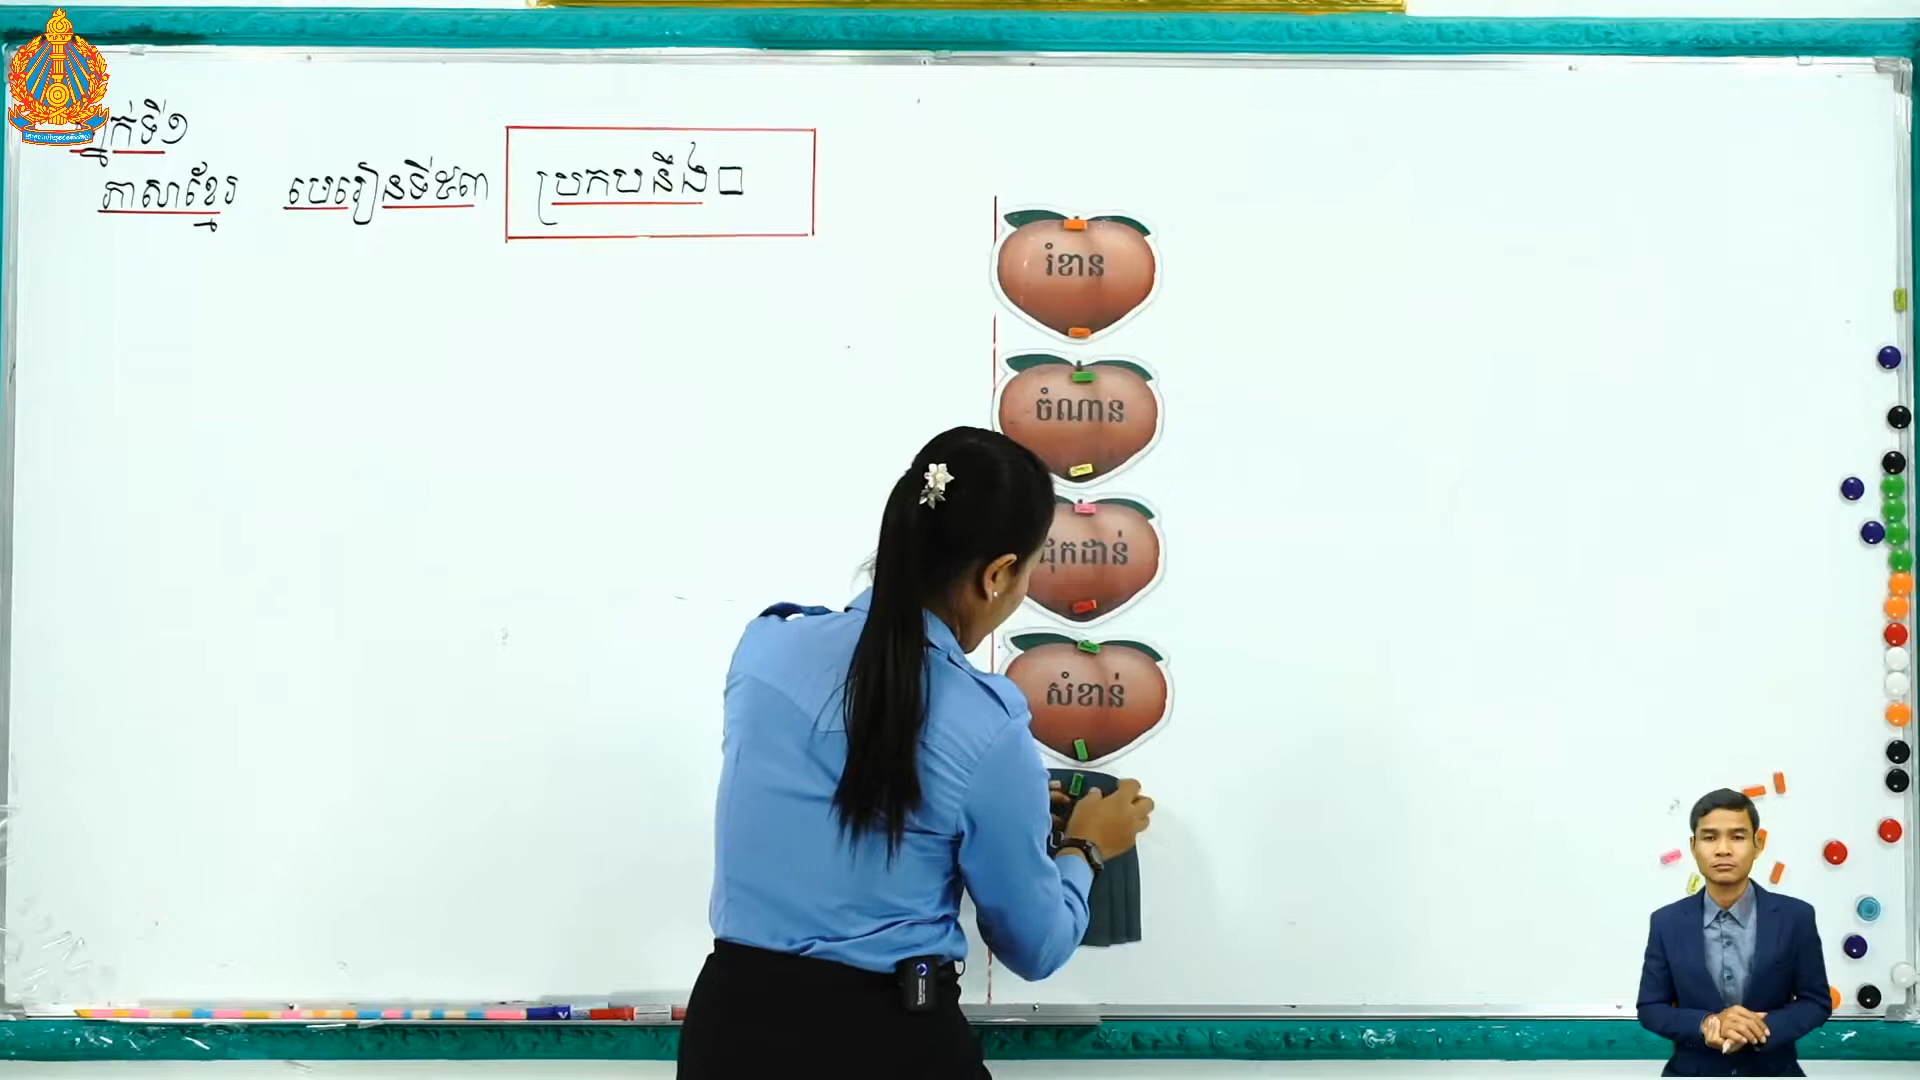 ថ្នាក់ទី១
ភាសាខ្មែរ មេរៀនទី៥៣ ប្រកបនឹង
រំខាន
ចំណាន
ដុកដាន់
សំខាន់